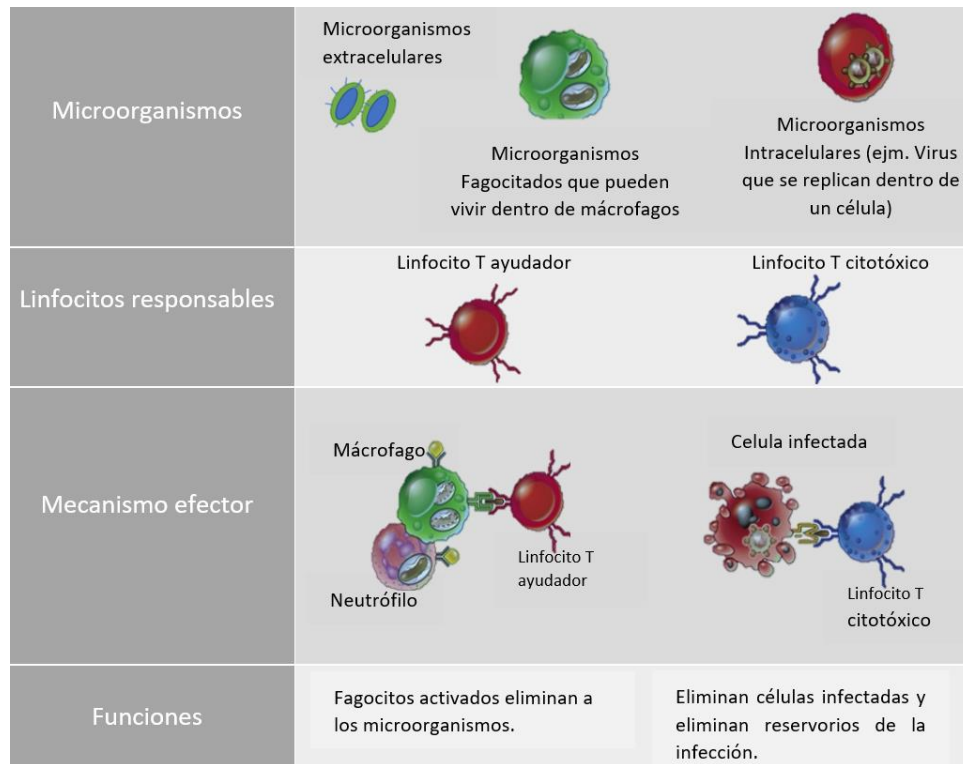 Microorganismos
Microorganismos
extracelulares
Microorganismos
Fagocitados que pueden
vivir dentro de mácrofagos
Microorganismos
Intracelulares (ejm. Virus
que se replican dentro de
un célula)
Linfocitos responsables
Linfocito T ayudador
Linfocito T citotóxico
Mecanismo efector
Mácrofago
Neutrófilo
Linfocito T
ayudador
Celula infectada
Linfocito T
citotóxico
Funciones
Fagocitos activados eliminan a
los microorganismos.
Eliminan células infectadas y
eliminan reservorios de la
infección.